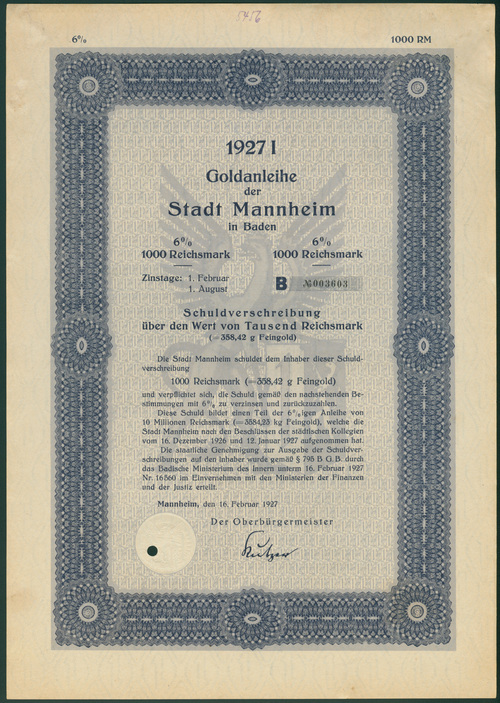 5456
6% 1000 RM
1927 I
Goldanleihe
der
Stadt Mannheim
in Baden
6% 6%
1000 Reichsmark 1000 Reichsmark
Zinstage: 1. Februar B № 003603
1. August
Schuldverschreibung
über den Wert von Tausend Reichsmark
(=358,42 g Feingold)
Die Stadt Mannheim schuldet dem Inhaber dieser Schuld-
verschreibung
1000 Reichsmark (=358,42 g Feingold)
und verpflichtet sich, die Schuld gemäß den nachstehenden Be-
stimmungen mit 6% zu verzinsen und zurückzuzahlen.
Diese Schuld bildet einen Teil der 6%igen Anleihe von
10 Millionen Reichsmark (=3584,23 kg Feingold), welche die
Stadt Mannheim nach den Beschlüssen der städtischen Kollegien
vom 16. Dezember 1926 und 12. Januar 1927 aufgenommen hat.
Die staatliche Genehmigung zur Ausgabe der Schuldver-
schreibungen auf den Inhaber wurde gemäß § 795 B.G.B. durch
das Badische Ministerium des Innern unterm 16. Februar 1927
Nr. 16560 im Einvernehmen mit den Ministerien der Finanzen
und der Justiz erteilt.
Mannheim, den 16. Februar 1927
Der Oberbürgermeister
Kutzer